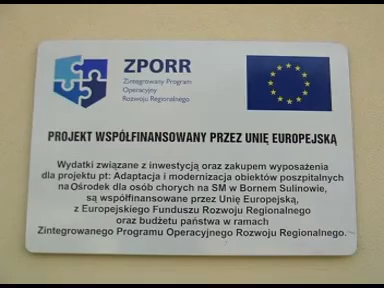 ZPORR
Zintegrowany Program
Operacyjny
Rozwoju Regionalnego
PROJEKT WSPÓŁFINANSOWANY PRZEZ UNIĘ EUROPEJSKĄ
Wydatki związane z inwestycją oraz zakupem wyposażenia
dla projektu pt: Adaptacja i modernizacja obiektów poszpitalnych
na Ośrodek dla osób chorych na SM w Bornem Sulinowie,
są współfinansowane przez Unię Europejską,
z Europejskiego Funduszu Rozwoju Regionalnego
oraz budżetu państwa w ramach
Zintegrowanego Programu Operacyjnego Rozwoju Regionalnego.